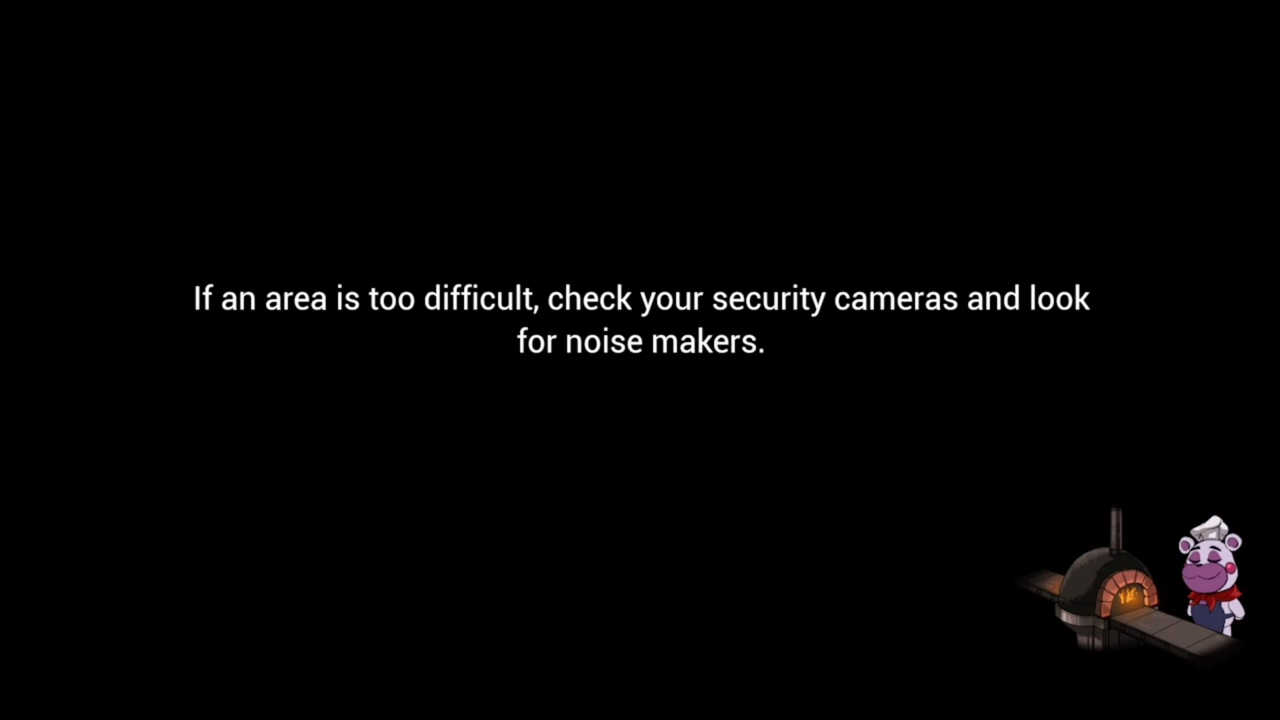 If an area is too difficult, check your security cameras and look
for noise makers.